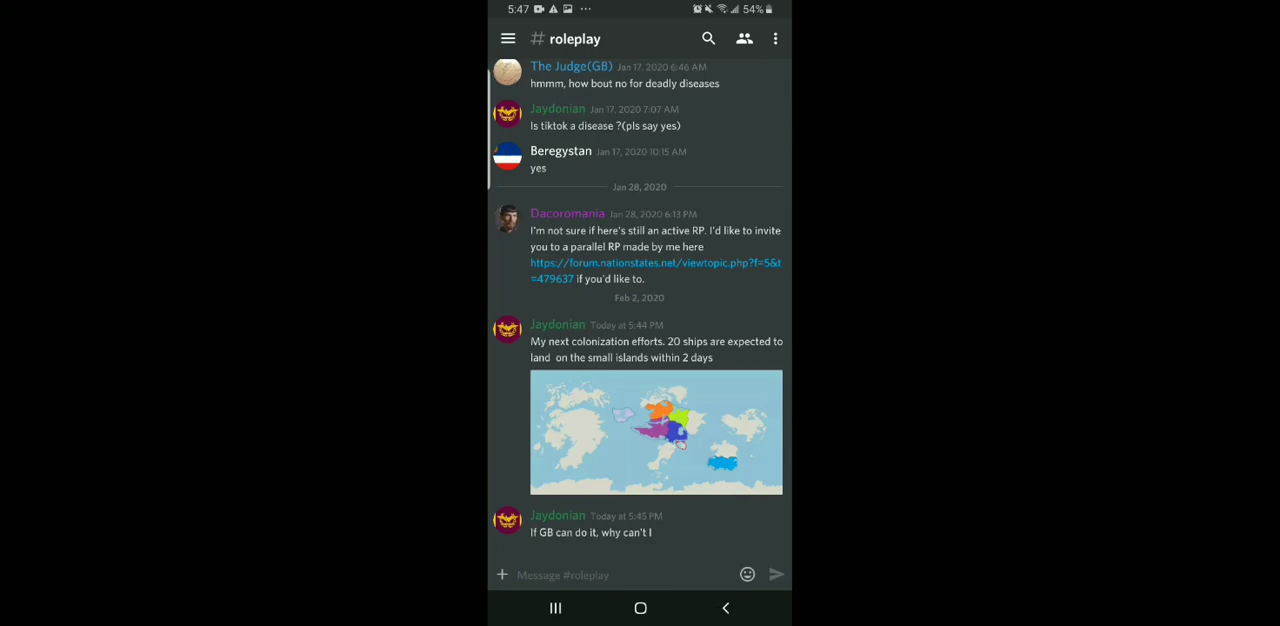 5:47 ... 54%
# roleplay
The Judge(GB) Jan 17, 2020 6:46 AM
hmmm, how bout no for deadly diseases
Jaydonian Jan 17, 2020 7:07 AM
Is tiktok a disease ?(pls say yes)
Beregystan Jan 17, 2020 10:15 AM
yes
Jan 28, 2020
Dacoromania Jan 28, 2020 6:13 PM
I'm not sure if here's still an active RP. I'd like to invite
you to a parallel RP made by me here
https://forum.nationstates.net/viewtopic.php?f=5&t
=479637 if you'd like to.
Feb 2, 2020
Jaydonian Today at 5:44 PM
My next colonization efforts. 20 ships are expected to
land  on the small islands within 2 days
Jaydonian Today at 5:45 PM
If GB can do it, why can't I
Message #roleplay